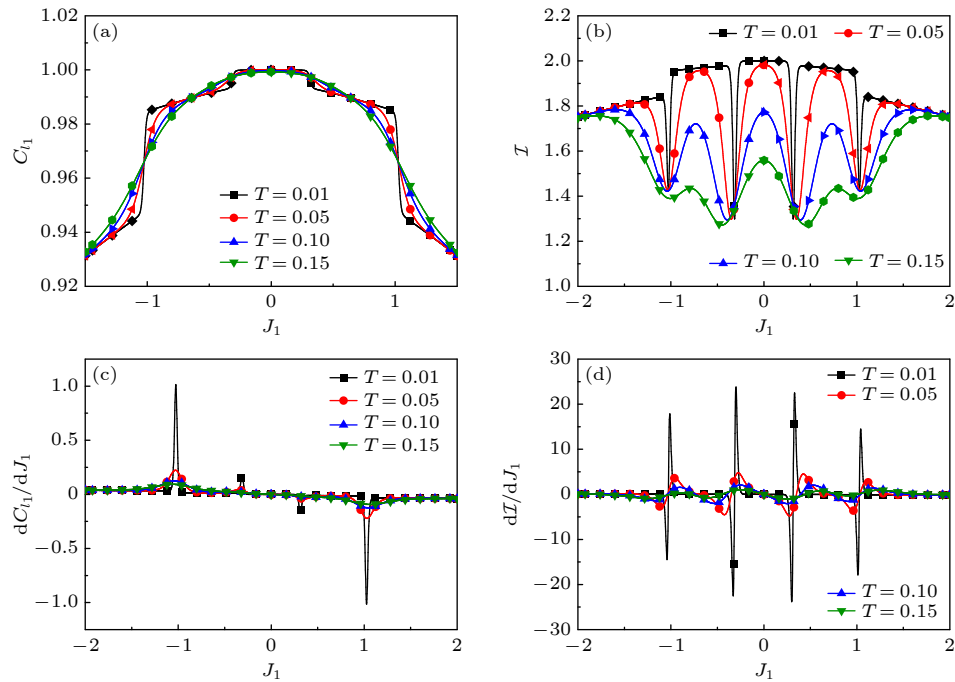 (a)
1.02
1.00
0.98
0.96
0.94
0.92
C_{l_1}
T = 0.01
T = 0.05
T = 0.10
T = 0.15
−1 0 1
J_1
(b)
2.2
2.0
1.8
1.6
1.4
1.2
1.0
ℐ
T = 0.01 T = 0.05
T = 0.10 T = 0.15
−2 −1 0 1 2
J_1
(c)
1.0
0.5
0
−0.5
−1.0
dC_{l_1}/dJ_1
T = 0.01
T = 0.05
T = 0.10
T = 0.15
−2 −1 0 1 2
J_1
(d)
30
20
10
0
−10
−20
−30
dℐ/dJ_1
T = 0.01
T = 0.05
T = 0.10
T = 0.15
−2 −1 0 1 2
J_1